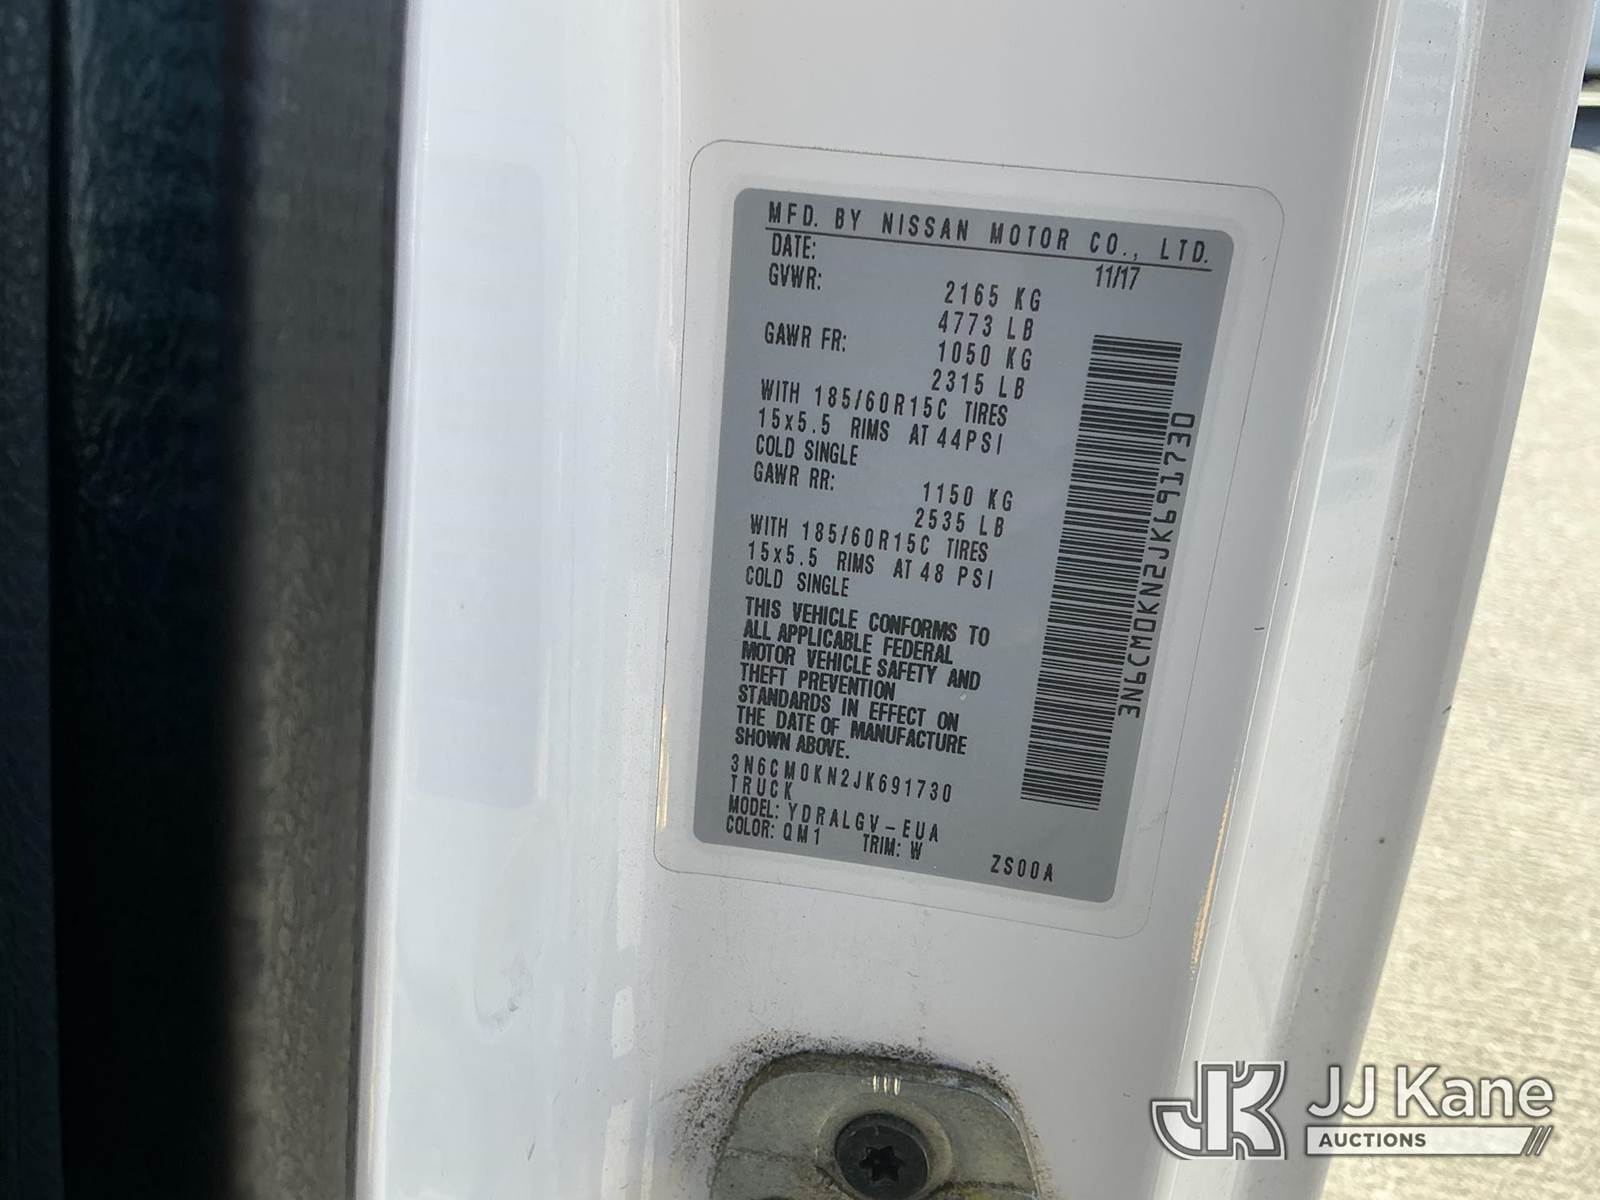 MFD. BY NISSAN MOTOR CO., LTD.
DATE: 11/17
GVWR: 2165 KG
4773 LB
GAWR FR: 1050 KG
2315 LB
WITH 185/60R15C TIRES
15x5.5 RIMS AT 44PSI
COLD SINGLE
GAWR RR: 1150 KG
2535 LB
WITH 185/60R15C TIRES
15x5.5 RIMS AT 48 PSI
COLD SINGLE
THIS VEHICLE CONFORMS TO
ALL APPLICABLE FEDERAL
MOTOR VEHICLE SAFETY AND
THEFT PREVENTION
STANDARDS IN EFFECT ON
THE DATE OF MANUFACTURE
SHOWN ABOVE.
3N6CM0KN2JK691730
TRUCK
MODEL: YDRALGV-EUA
COLOR: QM1 TRIM: W ZS00A
3N6CM0KN2JK691730
JK JJ Kane
AUCTIONS